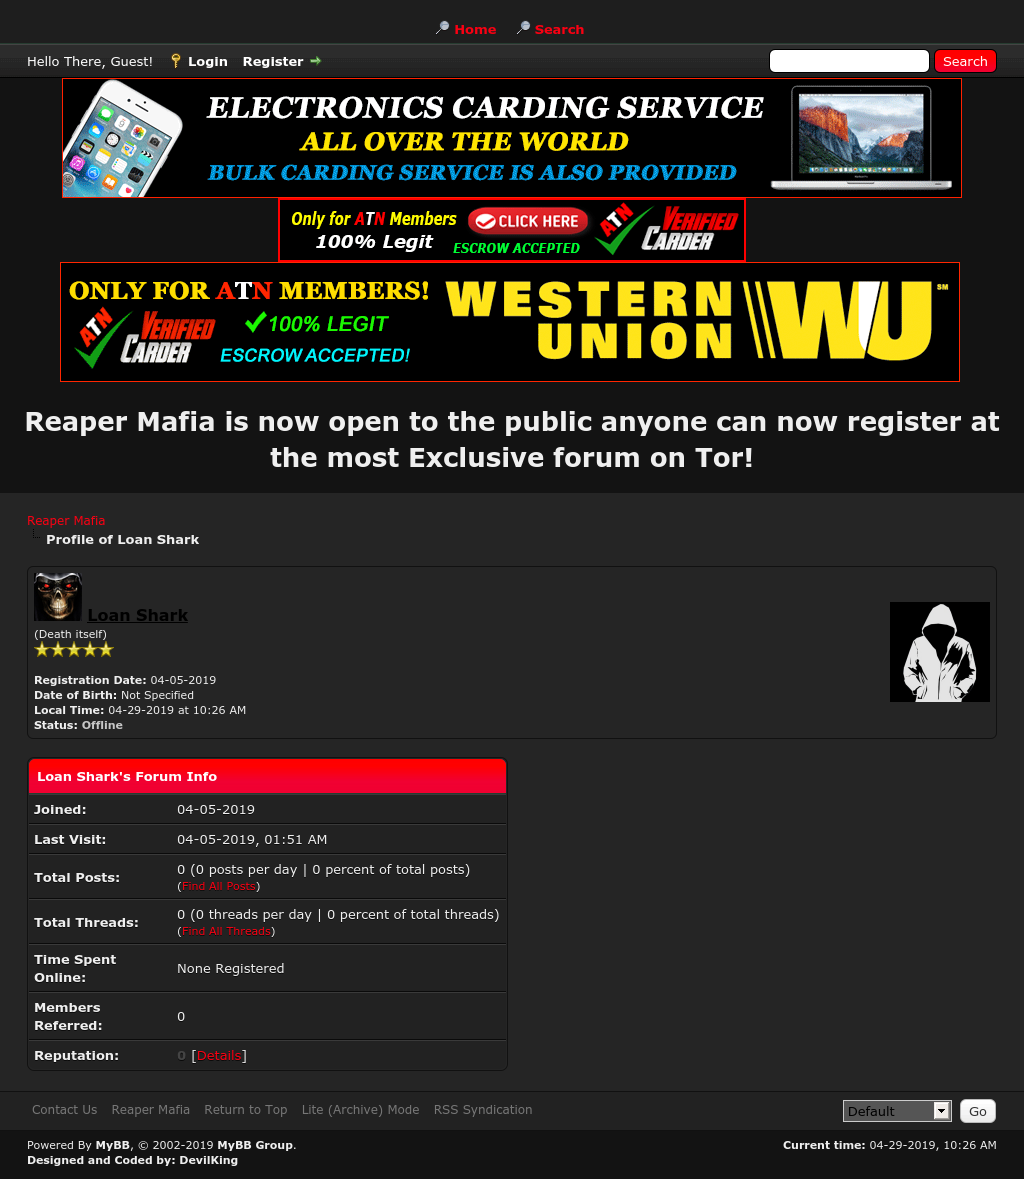 Home Search
Hello There, Guest! Login Register Search
ELECTRONICS CARDING SERVICE
ALL OVER THE WORLD
BULK CARDING SERVICE IS ALSO PROVIDED
Only for ATN Members
100% Legit
CLICK HERE
ESCROW ACCEPTED
ATN VERIFIED
CARDER
ONLY FOR ATN MEMBERS!
ATN VERIFIED
CARDER
100% LEGIT
ESCROW ACCEPTED!
WESTERN
UNION
WU
SM
Reaper Mafia is now open to the public anyone can now register at
the most Exclusive forum on Tor!
Reaper Mafia
Profile of Loan Shark
Loan Shark
(Death itself)
Registration Date: 04-05-2019
Date of Birth: Not Specified
Local Time: 04-29-2019 at 10:26 AM
Status: Offline
Loan Shark's Forum Info
Joined: 04-05-2019
Last Visit: 04-05-2019, 01:51 AM
Total Posts: 0 (0 posts per day | 0 percent of total posts)
(Find All Posts)
Total Threads: 0 (0 threads per day | 0 percent of total threads)
(Find All Threads)
Time Spent
Online: None Registered
Members
Referred: 0
Reputation: 0 [Details]
Contact Us Reaper Mafia Return to Top Lite (Archive) Mode RSS Syndication Default Go
Powered By MyBB, © 2002-2019 MyBB Group. Current time: 04-29-2019, 10:26 AM
Designed and Coded by: DevilKing